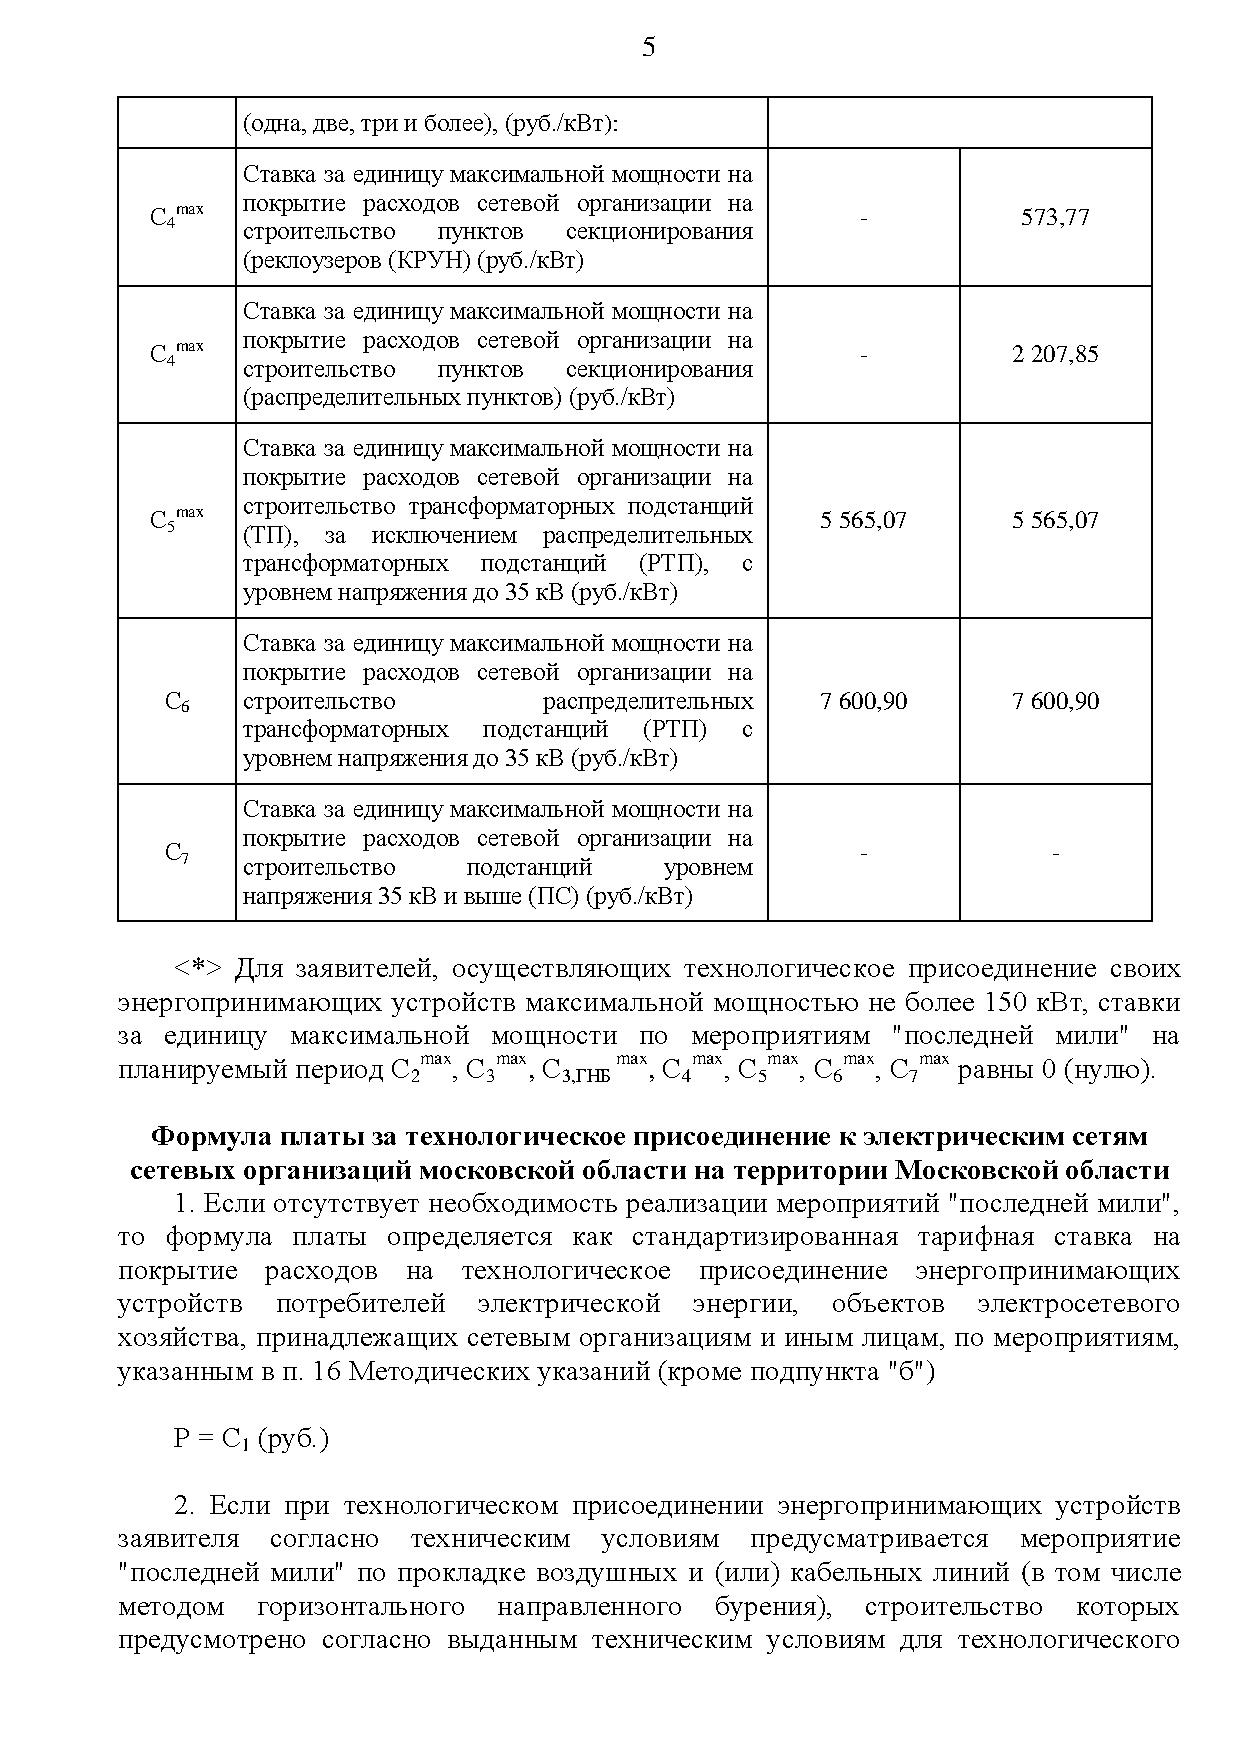 5
(одна, две, три и более), (руб./кВт):
C₄ᵐᵃˣ
Ставка за единицу максимальной мощности на
покрытие расходов сетевой организации на
строительство пунктов секционирования
(реклоузеров (КРУН) (руб./кВт)
-
573,77
C₄ᵐᵃˣ
Ставка за единицу максимальной мощности на
покрытие расходов сетевой организации на
строительство пунктов секционирования
(распределительных пунктов) (руб./кВт)
-
2 207,85
C₅ᵐᵃˣ
Ставка за единицу максимальной мощности на
покрытие расходов сетевой организации на
строительство трансформаторных подстанций
(ТП), за исключением распределительных
трансформаторных подстанций (РТП), с
уровнем напряжения до 35 кВ (руб./кВт)
5 565,07
5 565,07
C₆
Ставка за единицу максимальной мощности на
покрытие расходов сетевой организации на
строительство распределительных
трансформаторных подстанций (РТП) с
уровнем напряжения до 35 кВ (руб./кВт)
7 600,90
7 600,90
C₇
Ставка за единицу максимальной мощности на
покрытие расходов сетевой организации на
строительство подстанций уровнем
напряжения 35 кВ и выше (ПС) (руб./кВт)
-
-
<*> Для заявителей, осуществляющих технологическое присоединение своих
энергопринимающих устройств максимальной мощностью не более 150 кВт, ставки
за единицу максимальной мощности по мероприятиям "последней мили" на
планируемый период C₂ᵐᵃˣ, C₃ᵐᵃˣ, C₃,ГНБ ᵐᵃˣ, C₄ᵐᵃˣ, C₅ᵐᵃˣ, C₆ᵐᵃˣ, C₇ᵐᵃˣ равны 0 (нулю).
Формула платы за технологическое присоединение к электрическим сетям
сетевых организаций московской области на территории Московской области
1. Если отсутствует необходимость реализации мероприятий "последней мили",
то формула платы определяется как стандартизированная тарифная ставка на
покрытие расходов на технологическое присоединение энергопринимающих
устройств потребителей электрической энергии, объектов электросетевого
хозяйства, принадлежащих сетевым организациям и иным лицам, по мероприятиям,
указанным в п. 16 Методических указаний (кроме подпункта "б")
P = C₁ (руб.)
2. Если при технологическом присоединении энергопринимающих устройств
заявителя согласно техническим условиям предусматривается мероприятие
"последней мили" по прокладке воздушных и (или) кабельных линий (в том числе
методом горизонтального направленного бурения), строительство которых
предусмотрено согласно выданным техническим условиям для технологического